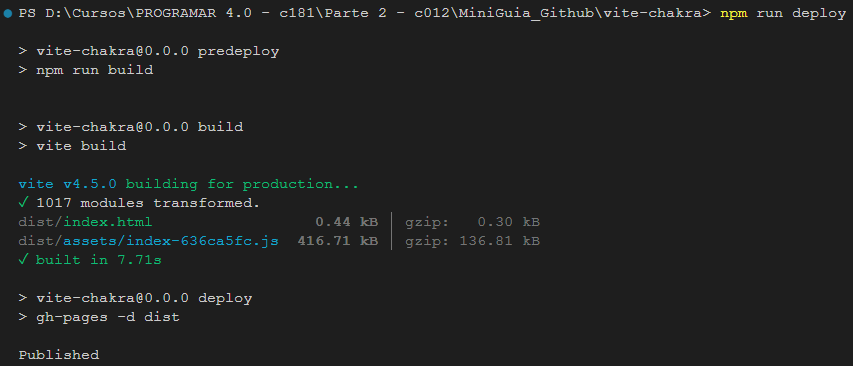 PS D:\Cursos\PROGRAMAR 4.0 - c181\Parte 2 - c012\MiniGuia_Github\vite-chakra> npm run deploy
> vite-chakra@0.0.0 predeploy
> npm run build
> vite-chakra@0.0.0 build
> vite build
vite v4.5.0 building for production...
✓ 1017 modules transformed.
dist/index.html 0.44 kB │ gzip: 0.30 kB
dist/assets/index-636ca5fc.js 416.71 kB │ gzip: 136.81 kB
✓ built in 7.71s
> vite-chakra@0.0.0 deploy
> gh-pages -d dist
Published